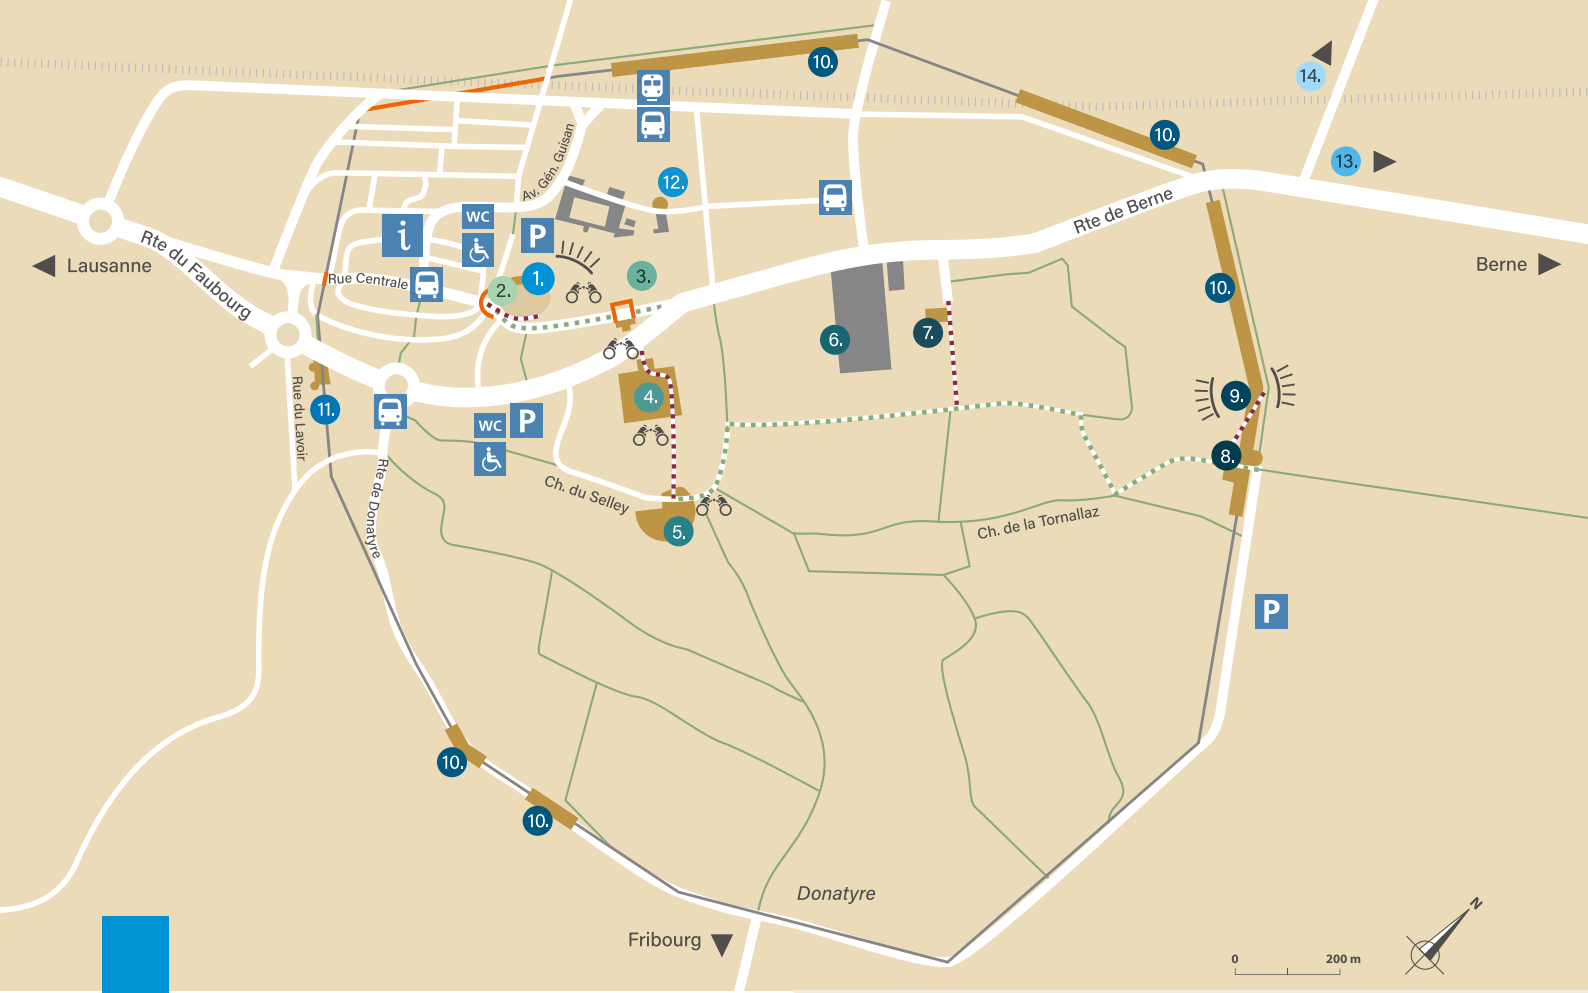 10.
14.
10.
13.
Av. Gén. Guisan
12.
WC
i
P
Rte de Berne
Rte du Faubourg
Lausanne
Rue Centrale
2.
1.
3.
Berne
10.
6.
7.
Rue du Lavoir
11.
4.
9.
WC
P
8.
Rte de Donatyre
Ch. du Selley
5.
Ch. de la Tornallaz
P
10.
10.
Donatyre
Fribourg
N
0 200 m